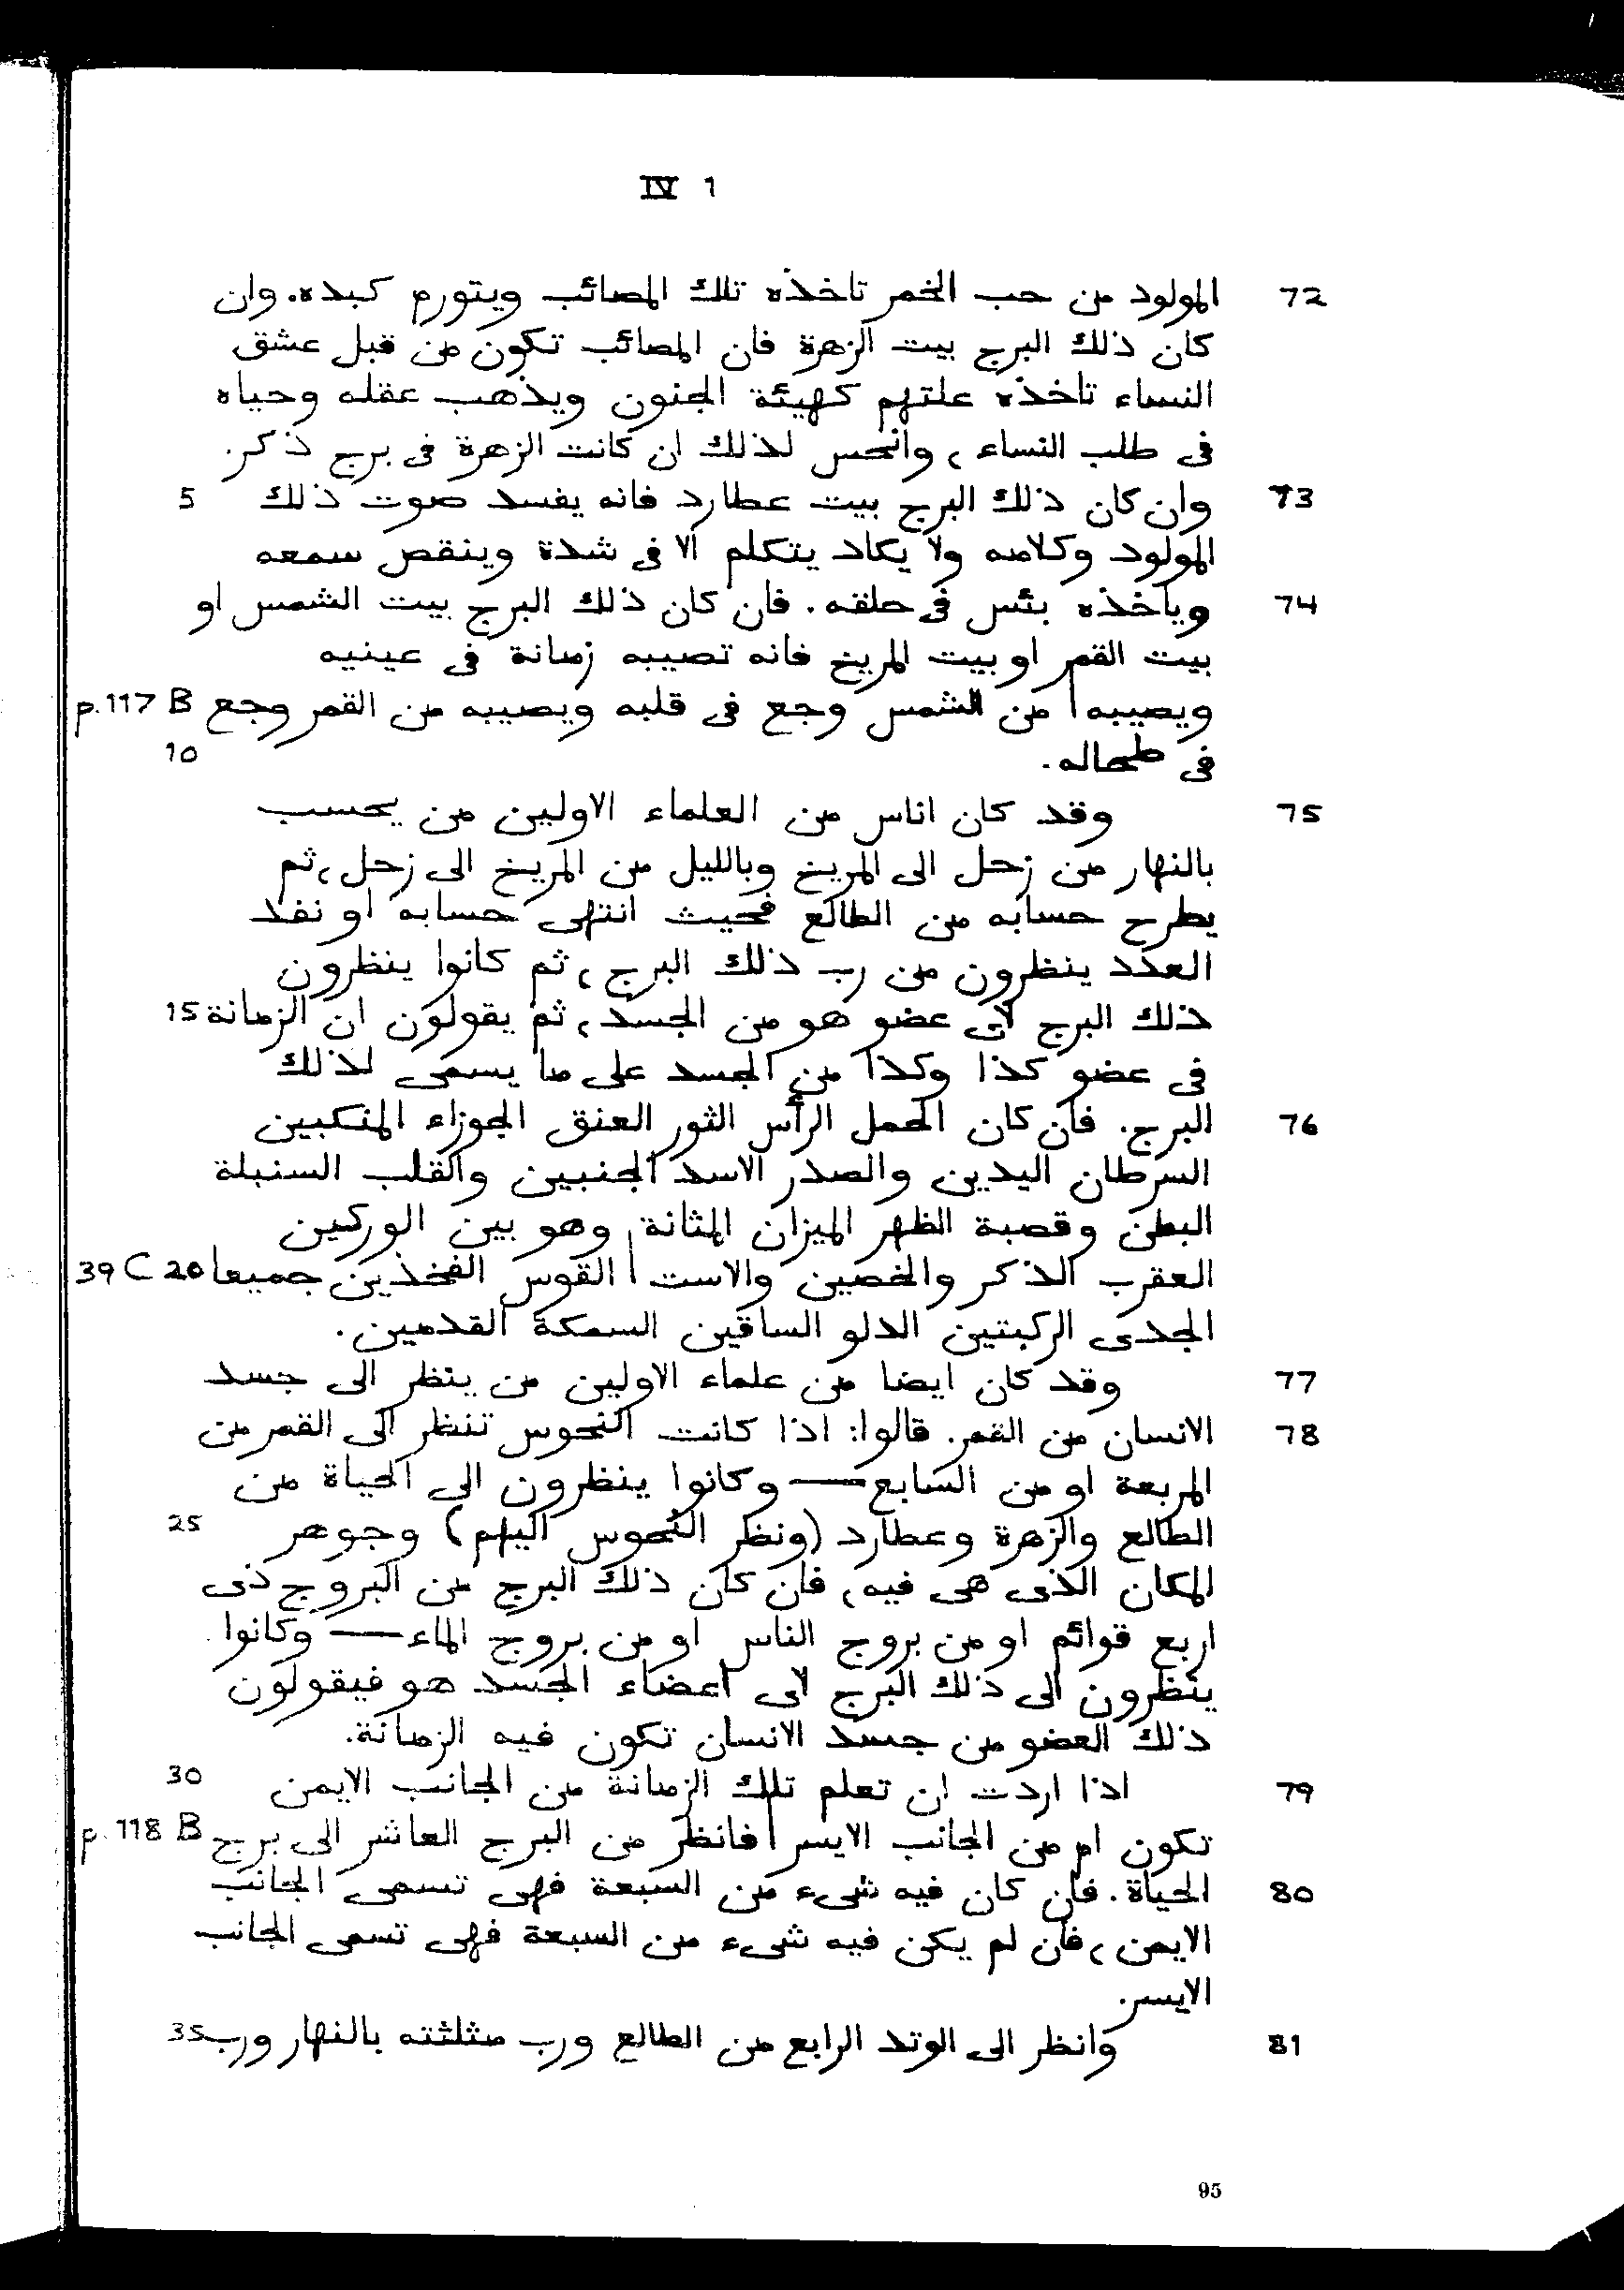 IV 1
72 المولود من حب الخمر تاخذه تلك المصائب ويتورم كبده. وان
كان ذلك البرج بيت الزهرة فان المصائب تكون من قبل عشق
النساء تاخذه علتهم كهيئة الجنون ويذهب عقله وحياه
فى طلب النساء، وانحس لذلك ان كانت الزهرة فى برج ذكر.
73 وان كان ذلك البرج بيت عطارد فانه يفسد صوت ذلك 5
المولود وكلامه ولا يكاد يتكلم الا فى شدة وينقص سمعه
74 وياخذه بئس فى حلقه. فان كان ذلك البرج بيت الشمس او
بيت القمر او بيت المريخ فانه تصيبه زمانة فى عينيه
ويصيبه | من الشمس وجع فى قلبه ويصيبه من القمر وجع p.117 B
فى طحاله. 10
75 وقد كان اناس من العلماء الاولين من يحسب
بالنهار من زحل الى المريخ وبالليل من المريخ الى زحل، ثم
يطرح حسابه من الطالع فحيث انتهى حسابه او نفد
العدد ينظرون من رب ذلك البرج، ثم كانوا ينظرون
ذلك البرج لاى عضو هو من الجسد، ثم يقولون ان الزمانة 15
فى عضو كذا وكذا من الجسد على ما يسمى لذلك
76 البرج. فان كان الحمل الرأس الثور العنق الجوزاء المنكبين
السرطان اليدين والصدر الاسد الجنبين والقلب السنبلة
البطن وقصبة الظهر الميزان المثانة وهو بين الوركين
العقرب الذكر والخصيين والاست | القوس الفخذين جميعا 20 39 C
الجدى الركبتين الدلو الساقين السمكة القدمين.
77 وقد كان ايضا من علماء الاولين من ينظر الى جسد
78 الانسان من القمر. قالوا: اذا كانت النحوس تنظر الى القمر من
المربعة او من السابع — وكانوا ينظرون الى الحياة من
الطالع والزهرة وعطارد (ونظر النحوس اليهم) وجوهر 25
المكان الذى هى فيه، فان كان ذلك البرج من البروج ذى
اربع قوائم او من بروج الناس او من بروج الماء — وكانوا
ينظرون الى ذلك البرج لاى أعضاء الجسد هو فيقولون
ذلك العضو من جسد الانسان تكون فيه الزمانة.
79 اذا اردت ان تعلم تلك الزمانة من الجانب الايمن 30
تكون ام من الجانب الايسر | فانظر من البرج العاشر الى برج p.118 B
80 الحياة. فان كان فيه شىء من السبعة فهى تسمى الجانب
الايمن، فان لم يكن فيه شىء من السبعة فهى تسمى الجانب
الايسر.
81 وانظر الى الوتد الرابع من الطالع ورب مثلثته بالنهار ورب 35
95